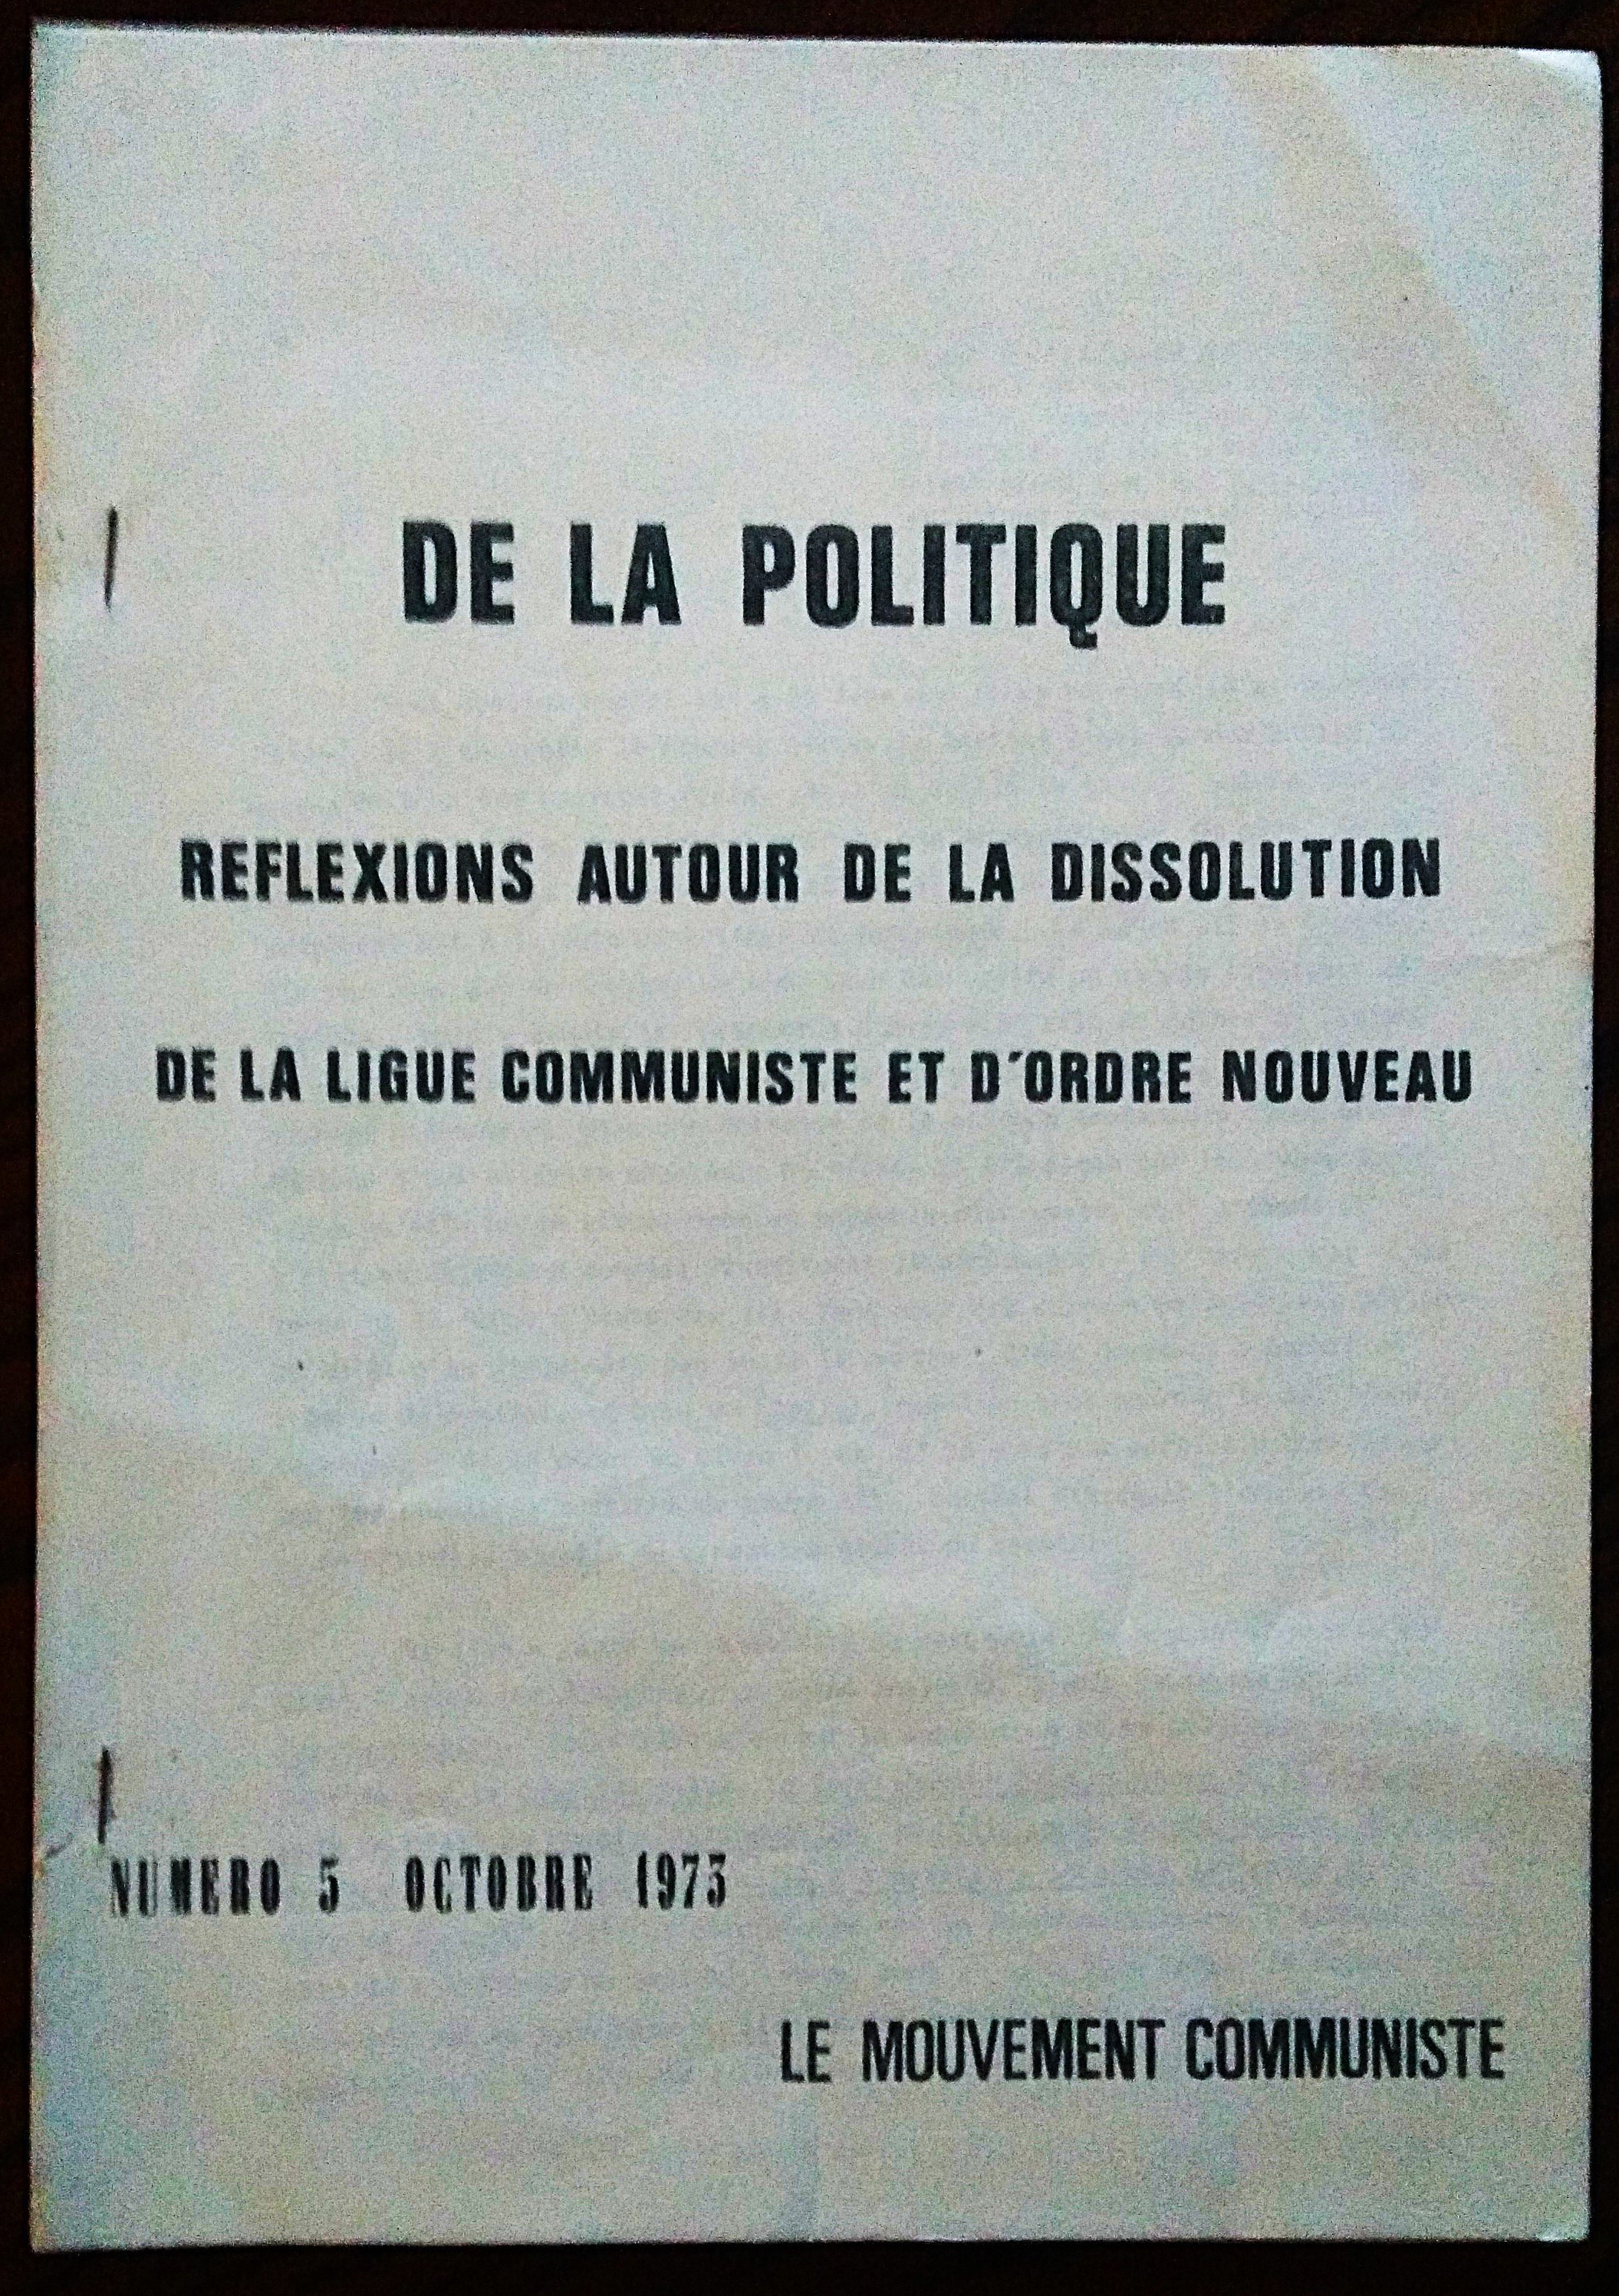 DE LA POLITIQUE
REFLEXIONS AUTOUR DE LA DISSOLUTION
DE LA LIGUE COMMUNISTE ET D'ORDRE NOUVEAU
NUMERO 5 OCTOBRE 1973
LE MOUVEMENT COMMUNISTE